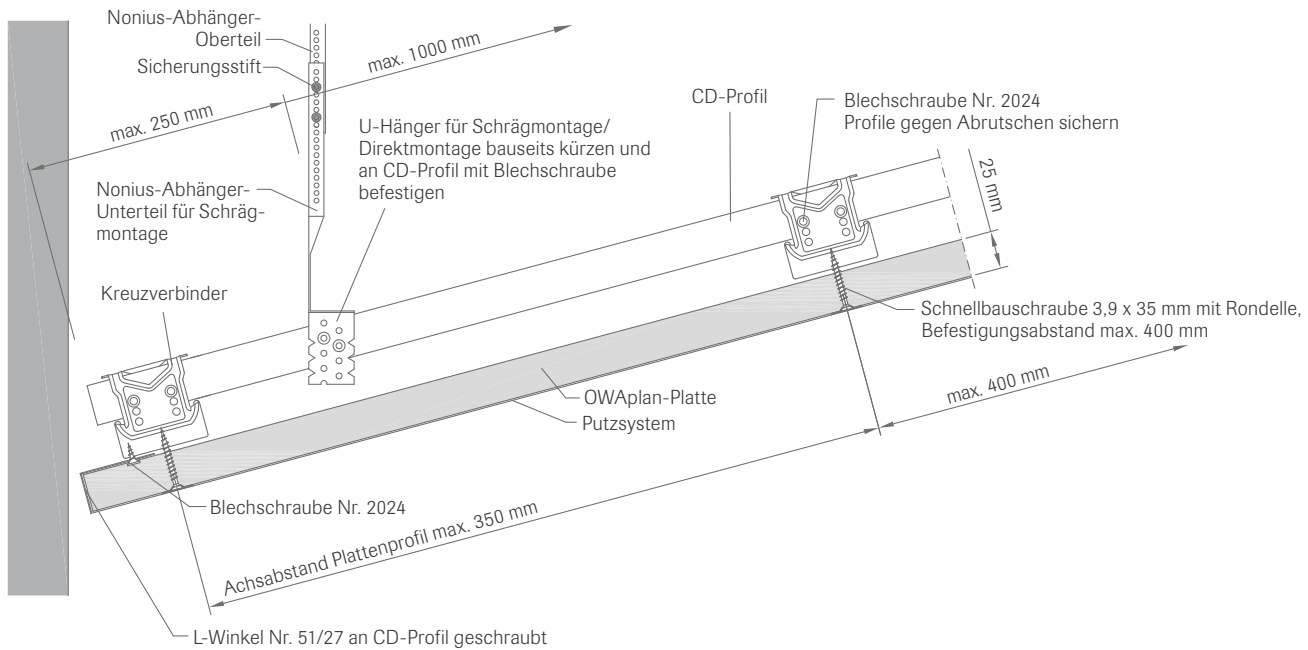 Nonius-Abhänger-
Oberteil
Sicherungsstift
max. 1000 mm
max. 250 mm
CD-Profil
Blechschraube Nr. 2024
Profile gegen Abrutschen sichern
U-Hänger für Schrägmontage/
Direktmontage bauseits kürzen und
an CD-Profil mit Blechschraube
befestigen
25 mm
Nonius-Abhänger-
Unterteil für Schräg-
montage
Kreuzverbinder
Schnellbauschraube 3,9 x 35 mm mit Rondelle,
Befestigungsabstand max. 400 mm
max. 400 mm
OWAplan-Platte
Putzsystem
Blechschraube Nr. 2024
Achsabstand Plattenprofil max. 350 mm
L-Winkel Nr. 51/27 an CD-Profil geschraubt